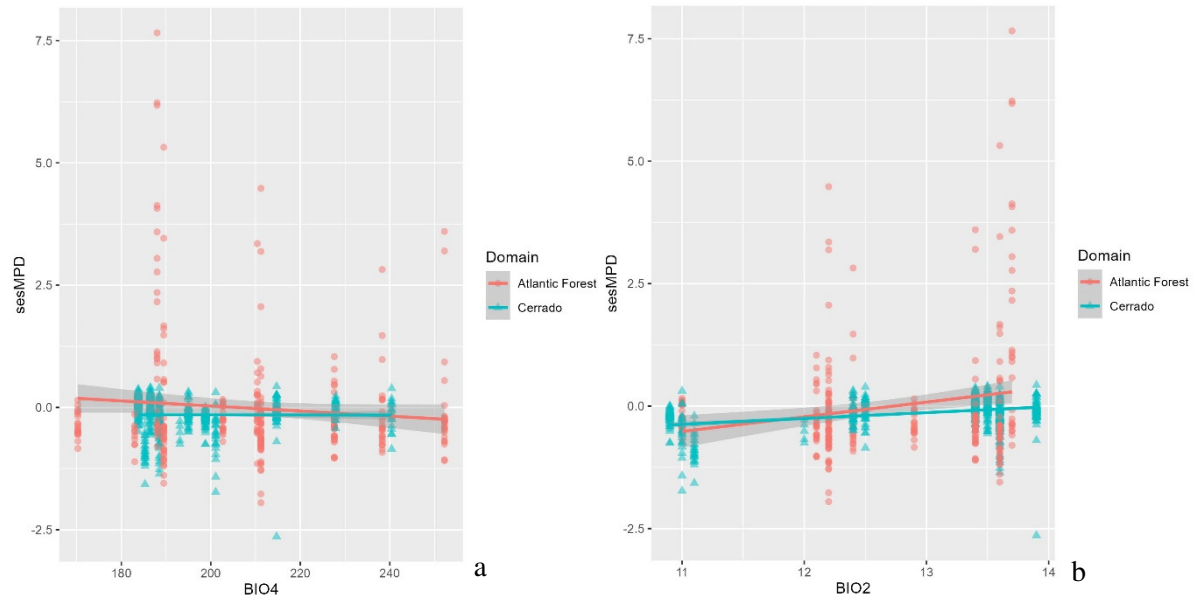 7.5
5.0
2.5
0.0
-2.5
sesMPD
180
200
220
240
BIO4
Domain
Atlantic Forest
Cerrado
a
7.5
5.0
2.5
0.0
-2.5
sesMPD
11
12
13
14
BIO2
Domain
Atlantic Forest
Cerrado
b